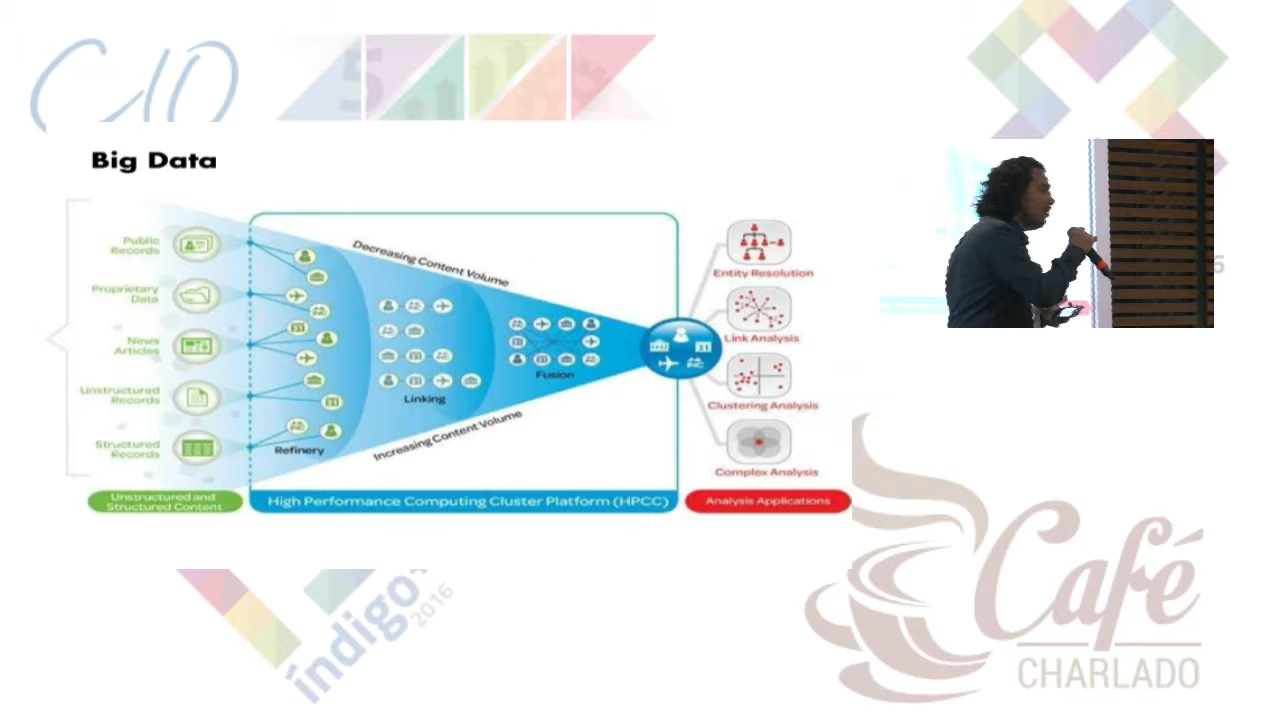 CIO
5
Big Data
Public
Records
Proprietary
Data
News
Articles
Unstructured
Records
Structured
Records
Decreasing Content Volume
Increasing Content Volume
Refinery
Linking
Fusion
Entity Resolution
Link Analysis
Clustering Analysis
Complex Analysis
Unstructured and
Structured Content
High Performance Computing Cluster Platform (HPCC)
Analysis Applications
índigo
2016
Café
CHARLADO